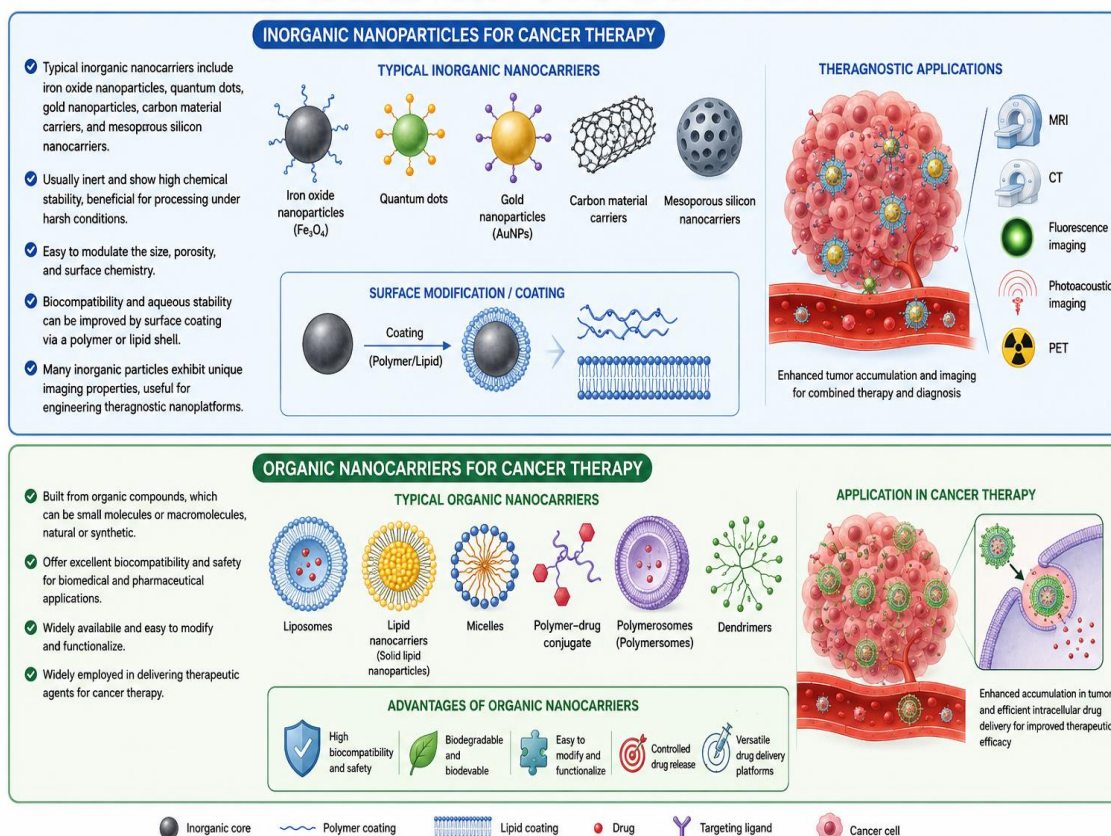 INORGANIC NANOPARTICLES FOR CANCER THERAPY
Typical inorganic nanocarriers include
iron oxide nanoparticles, quantum dots,
gold nanoparticles, carbon material
carriers, and mesoporous silicon
nanocarriers.
Usually inert and show high chemical
stability, beneficial for processing under
harsh conditions.
Easy to modulate the size, porosity,
and surface chemistry.
Biocompatibility and aqueous stability
can be improved by surface coating
via a polymer or lipid shell.
Many inorganic particles exhibit unique
imaging properties, useful for
engineering theragnostic nanoplatforms.
TYPICAL INORGANIC NANOCARRIERS
Iron oxide
nanoparticles
(Fe₃O₄)
Quantum dots
Gold
nanoparticles
(AuNPs)
Carbon material
carriers
Mesoporous silicon
nanocarriers
SURFACE MODIFICATION / COATING
Coating
(Polymer/Lipid)
THERAGNOSTIC APPLICATIONS
MRI
CT
Fluorescence
imaging
Photoacoustic
imaging
PET
Enhanced tumor accumulation and imaging
for combined therapy and diagnosis
ORGANIC NANOCARRIERS FOR CANCER THERAPY
Built from organic compounds, which
can be small molecules or macromolecules,
natural or synthetic.
Offer excellent biocompatibility and safety
for biomedical and pharmaceutical
applications.
Widely available and easy to modify
and functionalize.
Widely employed in delivering therapeutic
agents for cancer therapy.
TYPICAL ORGANIC NANOCARRIERS
Liposomes
Lipid
nanocarriers
(Solid lipid
nanoparticles)
Micelles
Polymer–drug
conjugate
Polymerosomes
(Polymersomes)
Dendrimers
ADVANTAGES OF ORGANIC NANOCARRIERS
High
biocompatibility
and safety
Biodegradable
and
biodevable
Easy to
modify and
functionalize
Controlled
drug release
Versatile
drug delivery
platforms
APPLICATION IN CANCER THERAPY
Enhanced accumulation in tumor
and efficient intracellular drug
delivery for improved therapeutic
efficacy
Inorganic core
Polymer coating
Lipid coating
Drug
Targeting ligand
Cancer cell